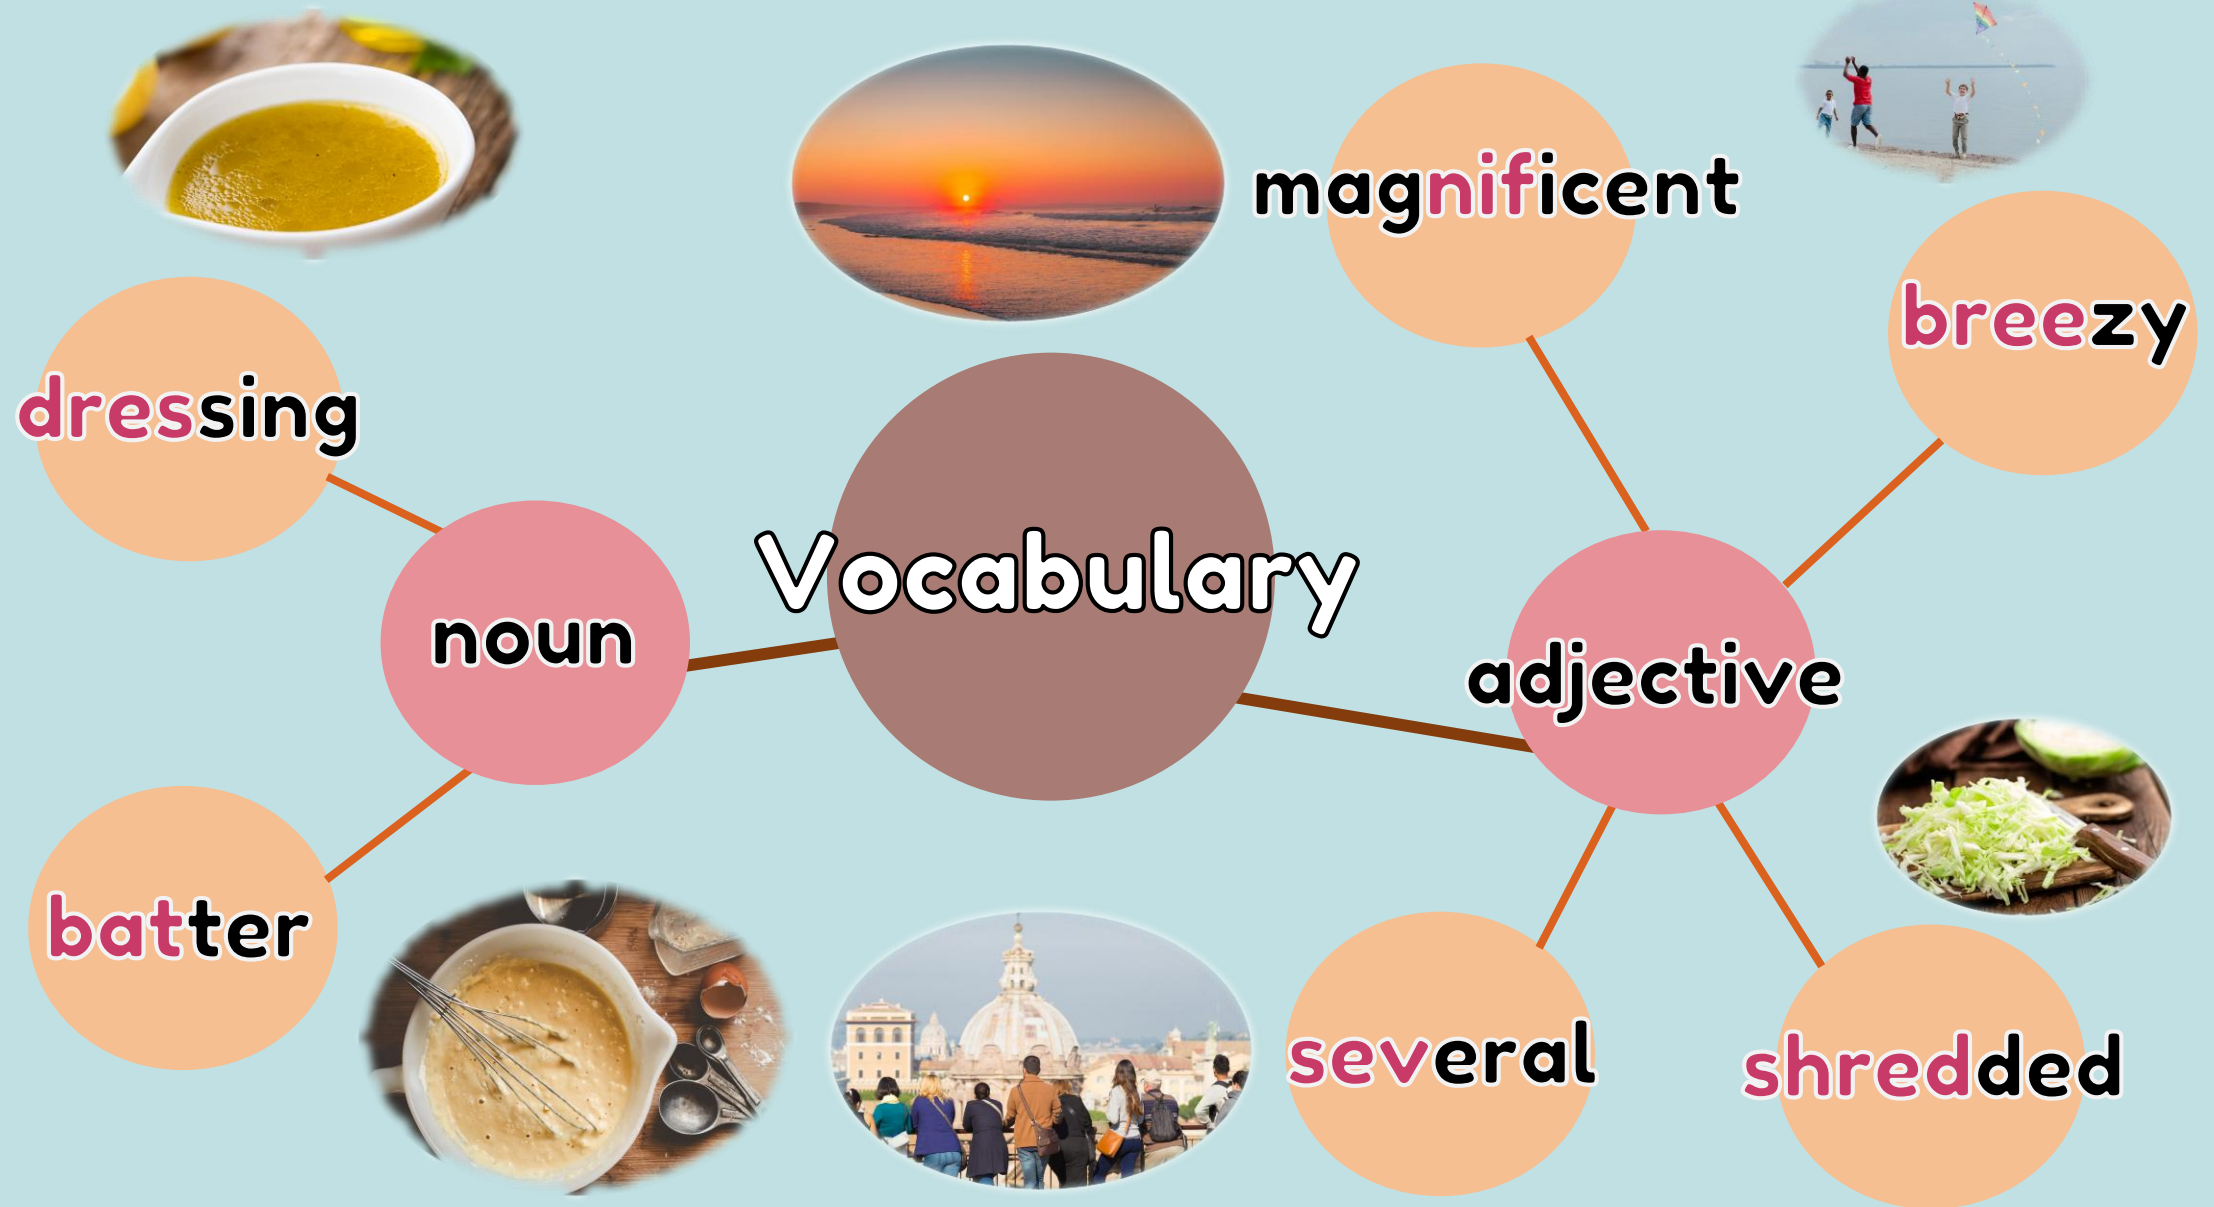 magnificent
breezy
dressing
Vocabulary
noun
adjective
batter
several
shredded